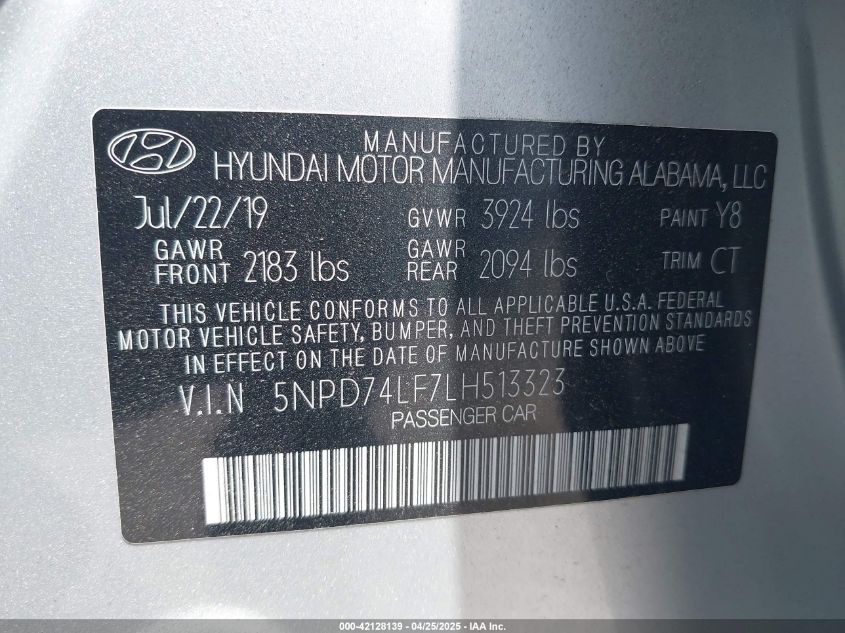 MANUFACTURED BY
HYUNDAI MOTOR MANUFACTURING ALABAMA, LLC
Jul/22/19 GVWR 3924 lbs PAINT Y8
GAWR FRONT 2183 lbs GAWR REAR 2094 lbs TRIM CT
THIS VEHICLE CONFORMS TO ALL APPLICABLE U.S.A. FEDERAL
MOTOR VEHICLE SAFETY, BUMPER, AND THEFT PREVENTION STANDARDS
IN EFFECT ON THE DATE OF MANUFACTURE SHOWN ABOVE
V.I.N 5NPD74LF7LH513323
PASSENGER CAR
000-42128139 - 04/25/2025 - IAA Inc.